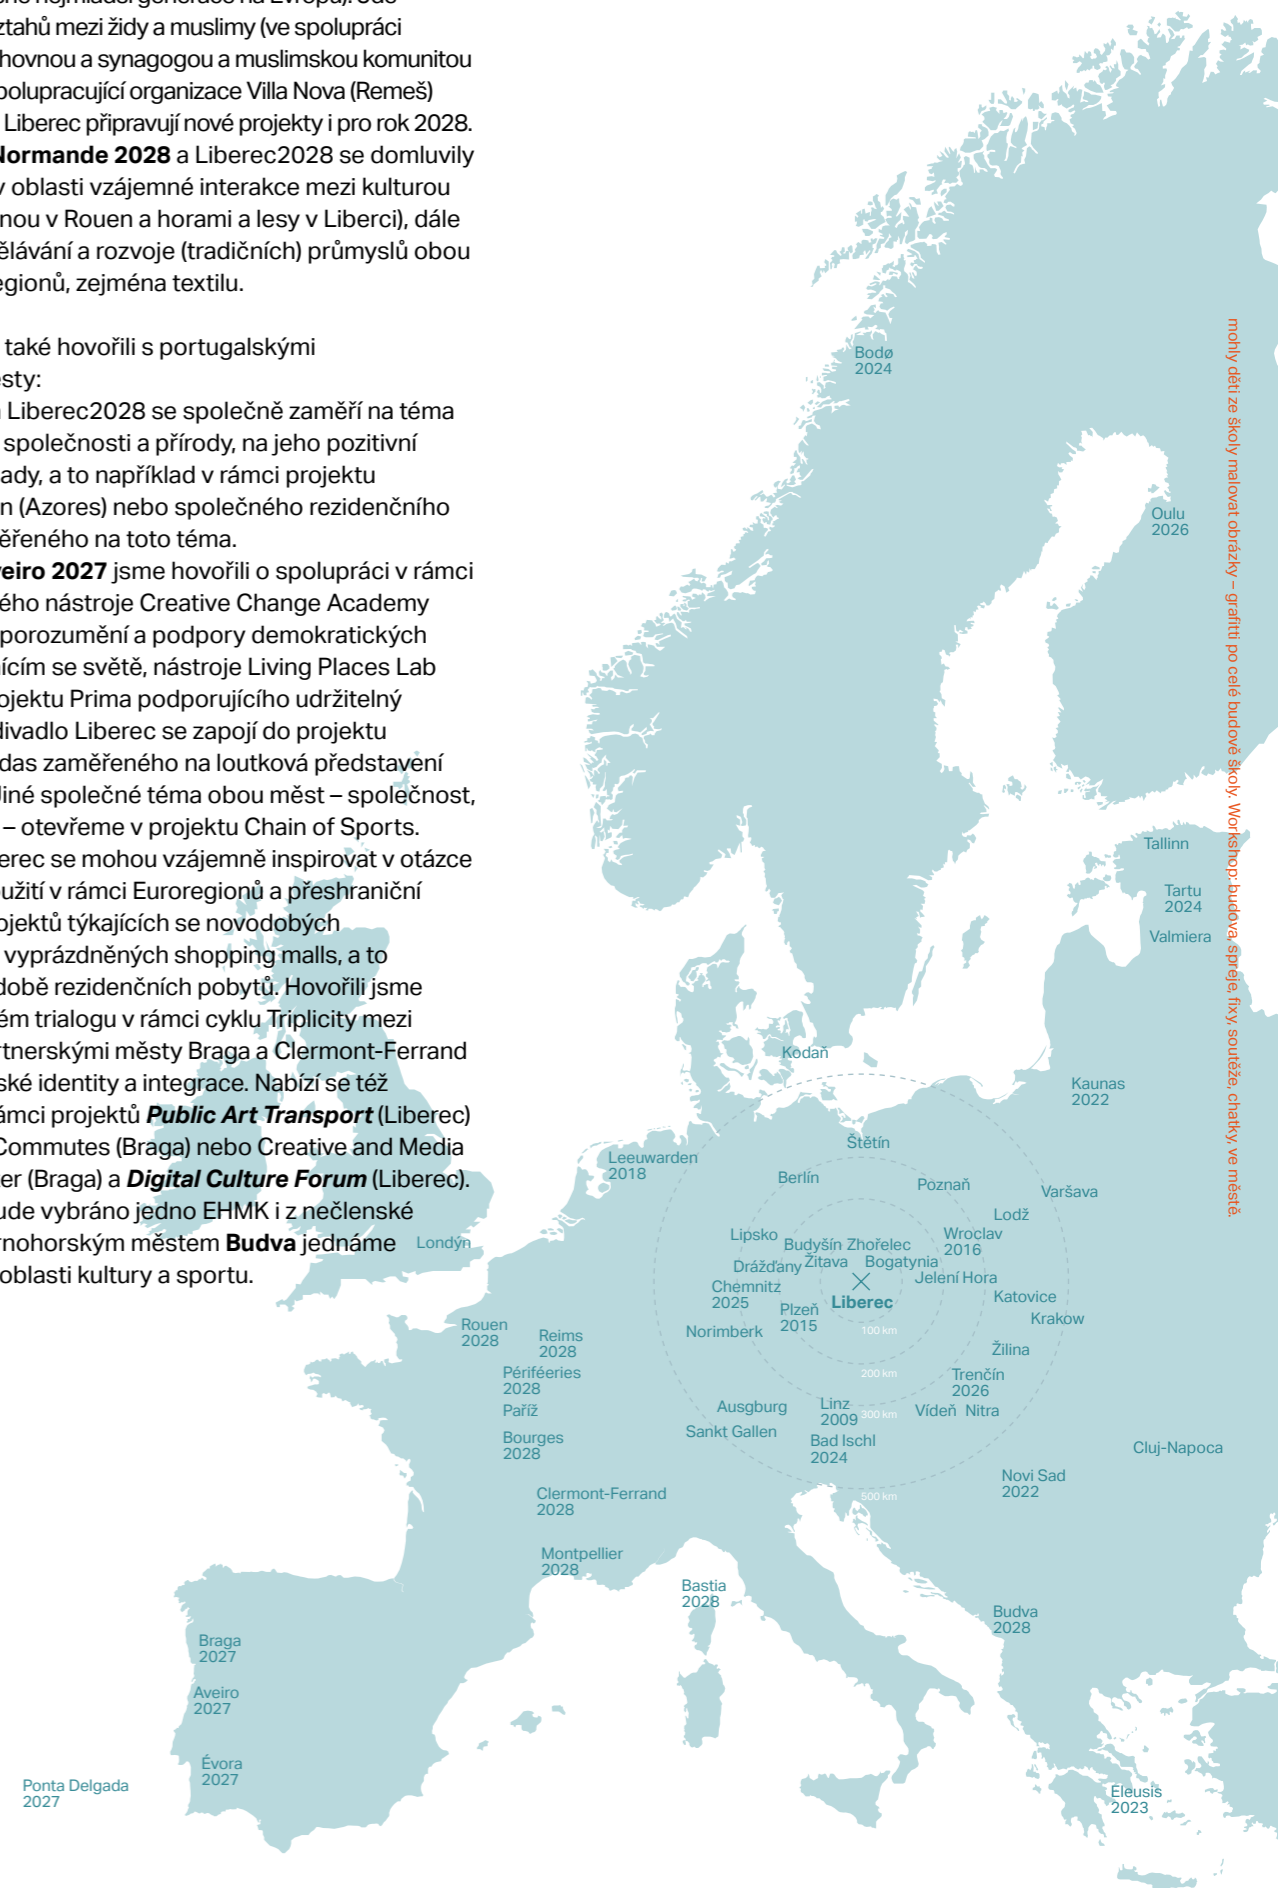 ztahů mezi židy a muslimy (ve spolupráci
hovnou a synagogou a muslimskou komunitou
polupracující organizace Villa Nova (Remeš)
Liberec připravují nové projekty i pro rok 2028.
Normande 2028 a Liberec2028 se domluvily
v oblasti vzájemné interakce mezi kulturou
nou v Rouen a horami a lesy v Liberci), dále
ělávání a rozvoje (tradičních) průmyslů obou
egionů, zejména textilu.
také hovořili s portugalskými
ěsty:
Liberec2028 se společně zaměří na téma
společnosti a přírody, na jeho pozitivní
ady, a to například v rámci projektu
n (Azores) nebo společného rezidenčního
ěřeného na toto téma.
veiro 2027 jsme hovořili o spolupráci v rámci
ého nástroje Creative Change Academy
porozumění a podpory demokratických
nícím se světě, nástroje Living Places Lab
ojektu Prima podporujícího udržitelný
divadlo Liberec se zapojí do projektu
das zaměřeného na loutková představení
Jiné společné téma obou měst – společnost,
– otevřeme v projektu Chain of Sports.
erec se mohou vzájemně inspirovat v otázce
oužití v rámci Euroregionů a přeshraniční
ojektů týkajících se novodobých
vyprázdněných shopping malls, a to
době rezidenčních pobytů. Hovořili jsme
ém trialogu v rámci cyklu Triplicity mezi
rtnerskými městy Braga a Clermont-Ferrand
ské identity a integrace. Nabízí se též
ámci projektů Public Art Transport (Liberec)
Commutes (Braga) nebo Creative and Media
er (Braga) a Digital Culture Forum (Liberec).
ude vybráno jedno EHMK i z nečlenské
rnohorským městem Budva jednáme
oblasti kultury a sportu.
mohly děti ze školy malovat obrázky – grafitti po celé budově školy. Workshop: budova, spreje, fixy, soutěže, chatky, ve městě.
Bodø
2024
Oulu
2026
Tallinn
Tartu
2024
Valmiera
Kodaň
Kaunas
2022
Štětín
Leeuwarden
2018
Berlín
Poznaň
Varšava
Lodž
Lipsko
Wroclav
2016
Budyšín
Zhořelec
Londýn
Drážďany
Žitava
Bogatynia
Jelení Hora
Chemnitz
2025
Liberec
Katovice
Plzeň
2015
Krakow
Norimberk
100 km
Rouen
2028
Reims
2028
Žilina
Périféeries
2028
200 km
Trenčín
2026
Paříž
Ausgburg
Linz
2009
300 km
Vídeň
Nitra
Bourges
2028
Sankt Gallen
Bad Ischl
2024
Cluj-Napoca
Novi Sad
2022
Clermont-Ferrand
2028
500 km
Montpellier
2028
Bastia
2028
Budva
2028
Braga
2027
Aveiro
2027
Évora
2027
Ponta Delgada
2027
Eleusis
2023